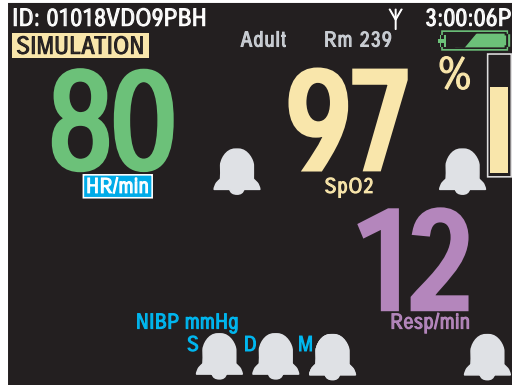 ID: 01018VDO9PBH 3:00:06P
SIMULATION Adult Rm 239
80 97 %
HR/min SpO2
12
NIBP mmHg Resp/min
S D M